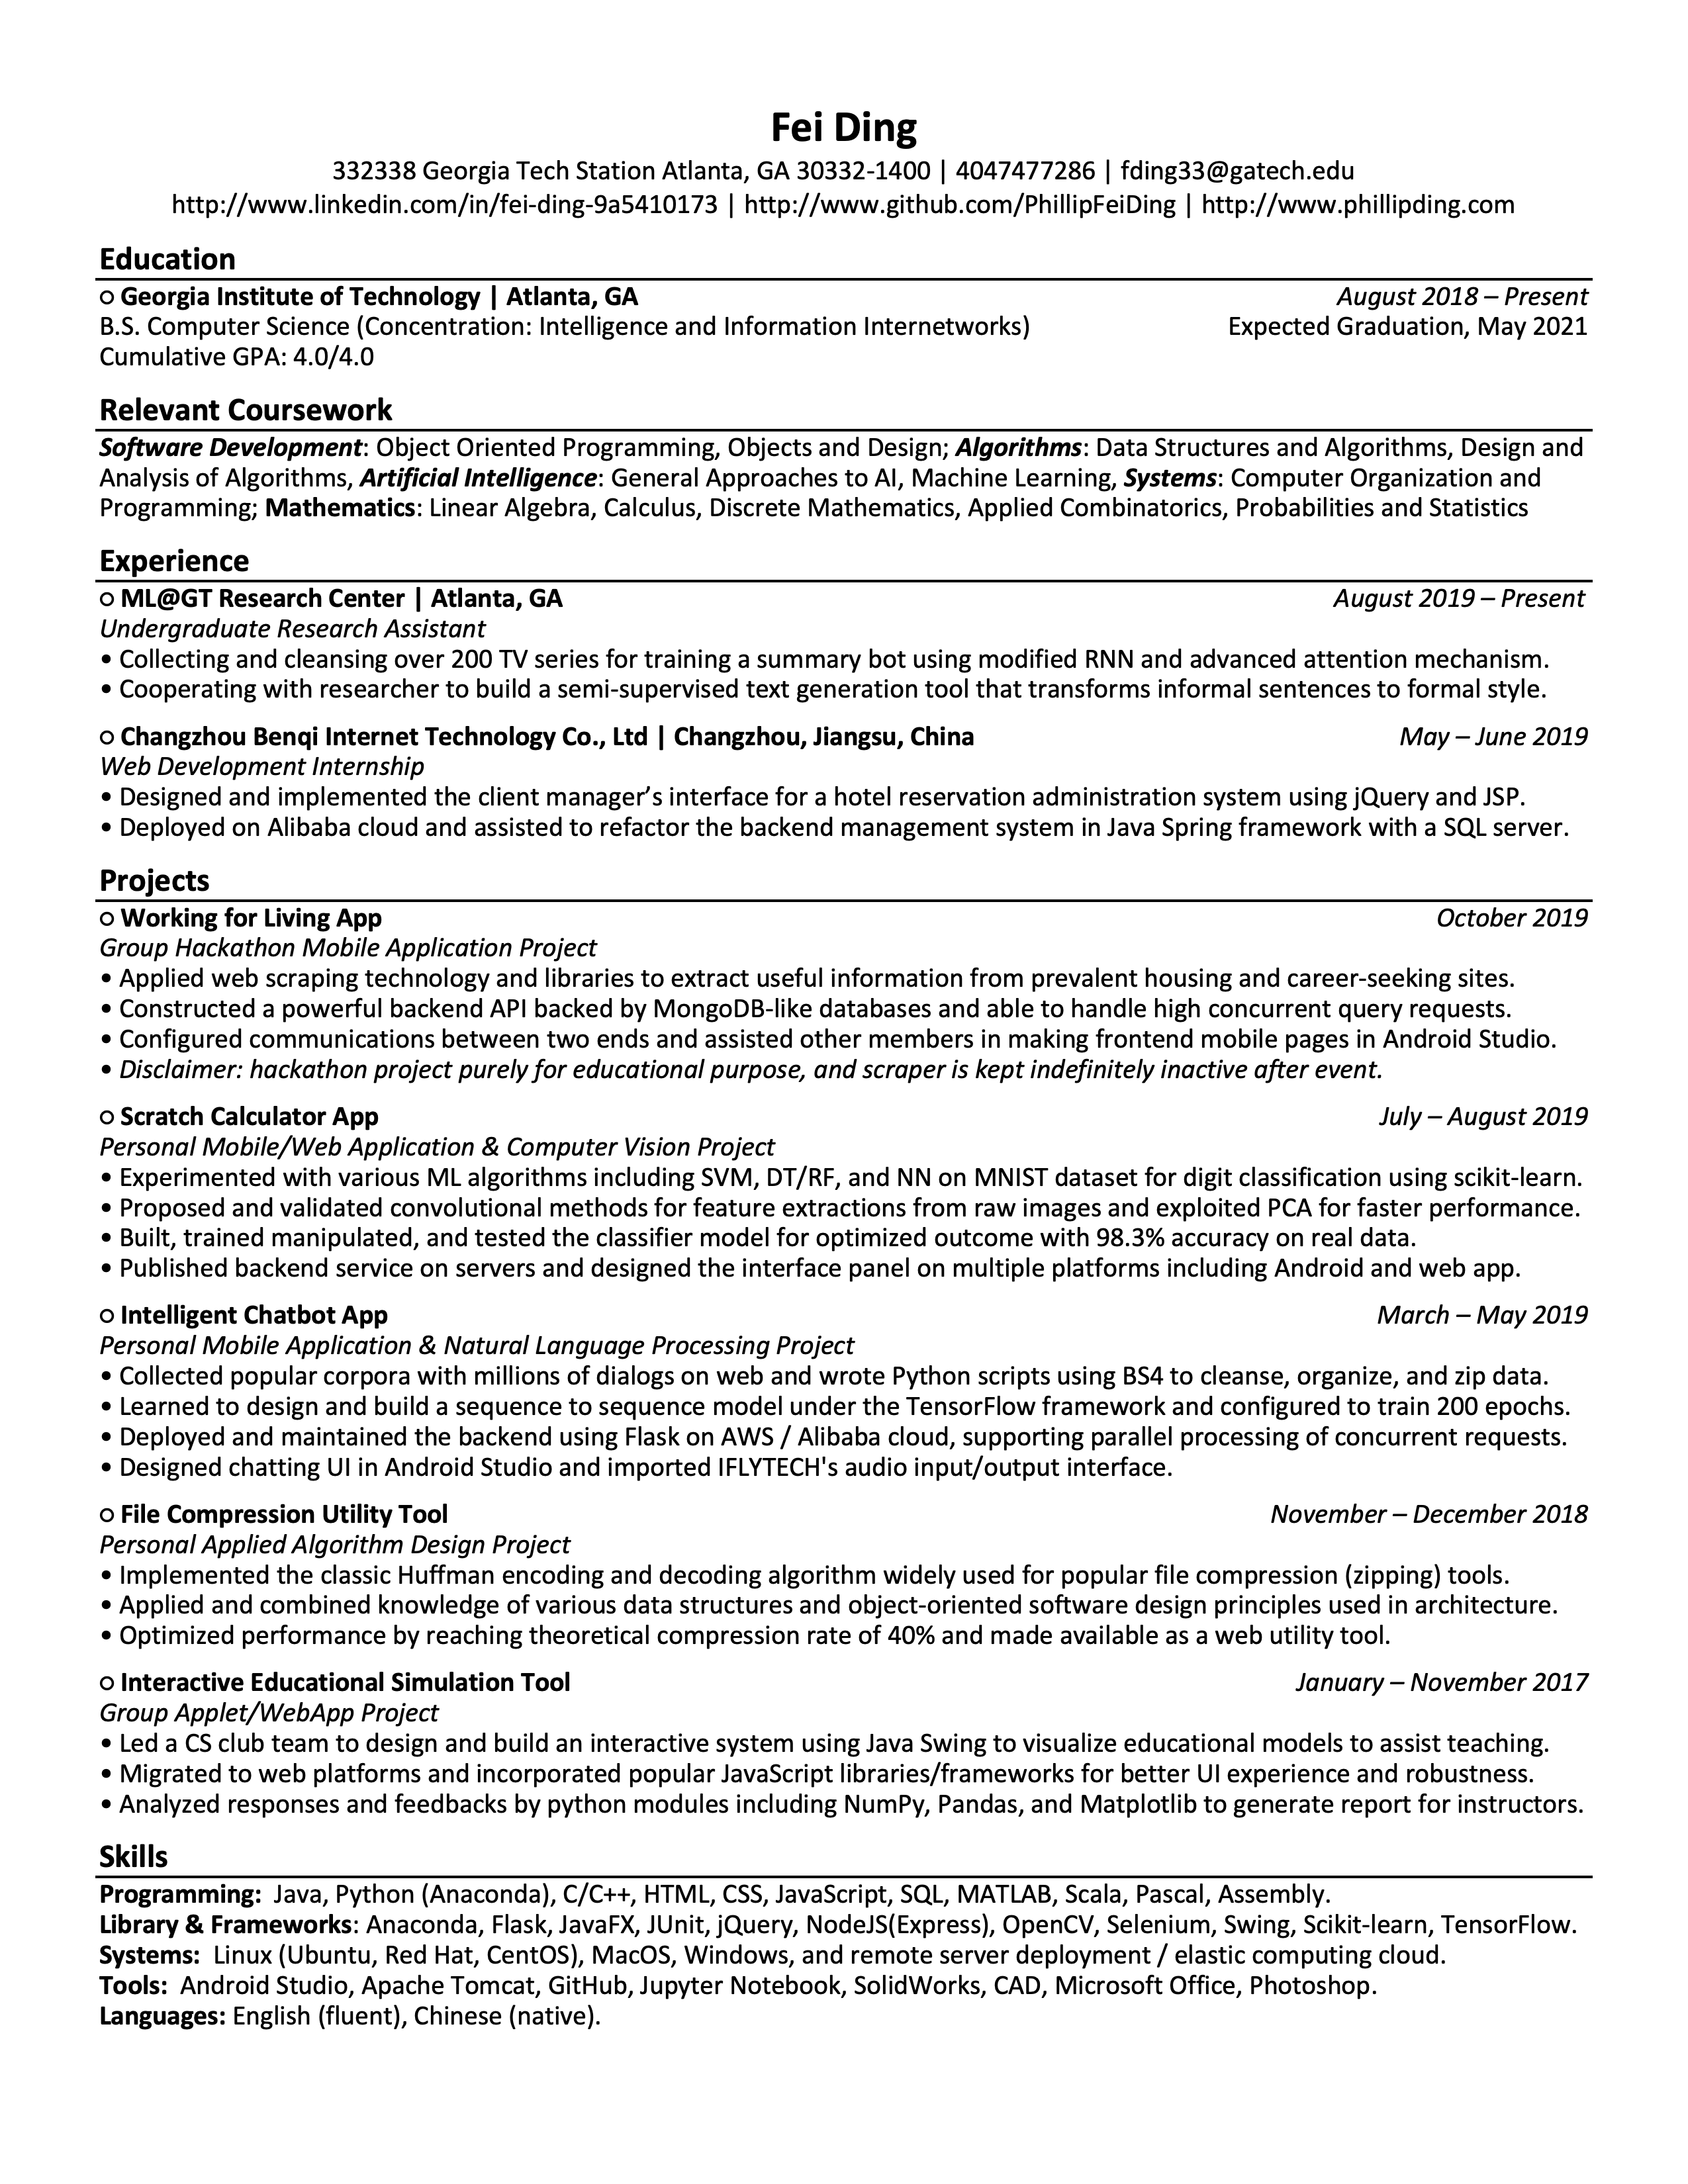 Fei Ding
332338 Georgia Tech Station Atlanta, GA 30332-1400 | 4047477286 | fding33@gatech.edu
http://www.linkedin.com/in/fei-ding-9a5410173 | http://www.github.com/PhillipFeiDing | http://www.phillipding.com
Education
○ Georgia Institute of Technology | Atlanta, GA August 2018 – Present
B.S. Computer Science (Concentration: Intelligence and Information Internetworks) Expected Graduation, May 2021
Cumulative GPA: 4.0/4.0
Relevant Coursework
Software Development: Object Oriented Programming, Objects and Design; Algorithms: Data Structures and Algorithms, Design and
Analysis of Algorithms, Artificial Intelligence: General Approaches to AI, Machine Learning, Systems: Computer Organization and
Programming; Mathematics: Linear Algebra, Calculus, Discrete Mathematics, Applied Combinatorics, Probabilities and Statistics
Experience
○ ML@GT Research Center | Atlanta, GA August 2019 – Present
Undergraduate Research Assistant
• Collecting and cleansing over 200 TV series for training a summary bot using modified RNN and advanced attention mechanism.
• Cooperating with researcher to build a semi-supervised text generation tool that transforms informal sentences to formal style.
○ Changzhou Benqi Internet Technology Co., Ltd | Changzhou, Jiangsu, China May – June 2019
Web Development Internship
• Designed and implemented the client manager’s interface for a hotel reservation administration system using jQuery and JSP.
• Deployed on Alibaba cloud and assisted to refactor the backend management system in Java Spring framework with a SQL server.
Projects
○ Working for Living App October 2019
Group Hackathon Mobile Application Project
• Applied web scraping technology and libraries to extract useful information from prevalent housing and career-seeking sites.
• Constructed a powerful backend API backed by MongoDB-like databases and able to handle high concurrent query requests.
• Configured communications between two ends and assisted other members in making frontend mobile pages in Android Studio.
• Disclaimer: hackathon project purely for educational purpose, and scraper is kept indefinitely inactive after event.
○ Scratch Calculator App July – August 2019
Personal Mobile/Web Application & Computer Vision Project
• Experimented with various ML algorithms including SVM, DT/RF, and NN on MNIST dataset for digit classification using scikit-learn.
• Proposed and validated convolutional methods for feature extractions from raw images and exploited PCA for faster performance.
• Built, trained manipulated, and tested the classifier model for optimized outcome with 98.3% accuracy on real data.
• Published backend service on servers and designed the interface panel on multiple platforms including Android and web app.
○ Intelligent Chatbot App March – May 2019
Personal Mobile Application & Natural Language Processing Project
• Collected popular corpora with millions of dialogs on web and wrote Python scripts using BS4 to cleanse, organize, and zip data.
• Learned to design and build a sequence to sequence model under the TensorFlow framework and configured to train 200 epochs.
• Deployed and maintained the backend using Flask on AWS / Alibaba cloud, supporting parallel processing of concurrent requests.
• Designed chatting UI in Android Studio and imported IFLYTECH's audio input/output interface.
○ File Compression Utility Tool November – December 2018
Personal Applied Algorithm Design Project
• Implemented the classic Huffman encoding and decoding algorithm widely used for popular file compression (zipping) tools.
• Applied and combined knowledge of various data structures and object-oriented software design principles used in architecture.
• Optimized performance by reaching theoretical compression rate of 40% and made available as a web utility tool.
○ Interactive Educational Simulation Tool January – November 2017
Group Applet/WebApp Project
• Led a CS club team to design and build an interactive system using Java Swing to visualize educational models to assist teaching.
• Migrated to web platforms and incorporated popular JavaScript libraries/frameworks for better UI experience and robustness.
• Analyzed responses and feedbacks by python modules including NumPy, Pandas, and Matplotlib to generate report for instructors.
Skills
Programming: Java, Python (Anaconda), C/C++, HTML, CSS, JavaScript, SQL, MATLAB, Scala, Pascal, Assembly.
Library & Frameworks: Anaconda, Flask, JavaFX, JUnit, jQuery, NodeJS(Express), OpenCV, Selenium, Swing, Scikit-learn, TensorFlow.
Systems: Linux (Ubuntu, Red Hat, CentOS), MacOS, Windows, and remote server deployment / elastic computing cloud.
Tools: Android Studio, Apache Tomcat, GitHub, Jupyter Notebook, SolidWorks, CAD, Microsoft Office, Photoshop.
Languages: English (fluent), Chinese (native).